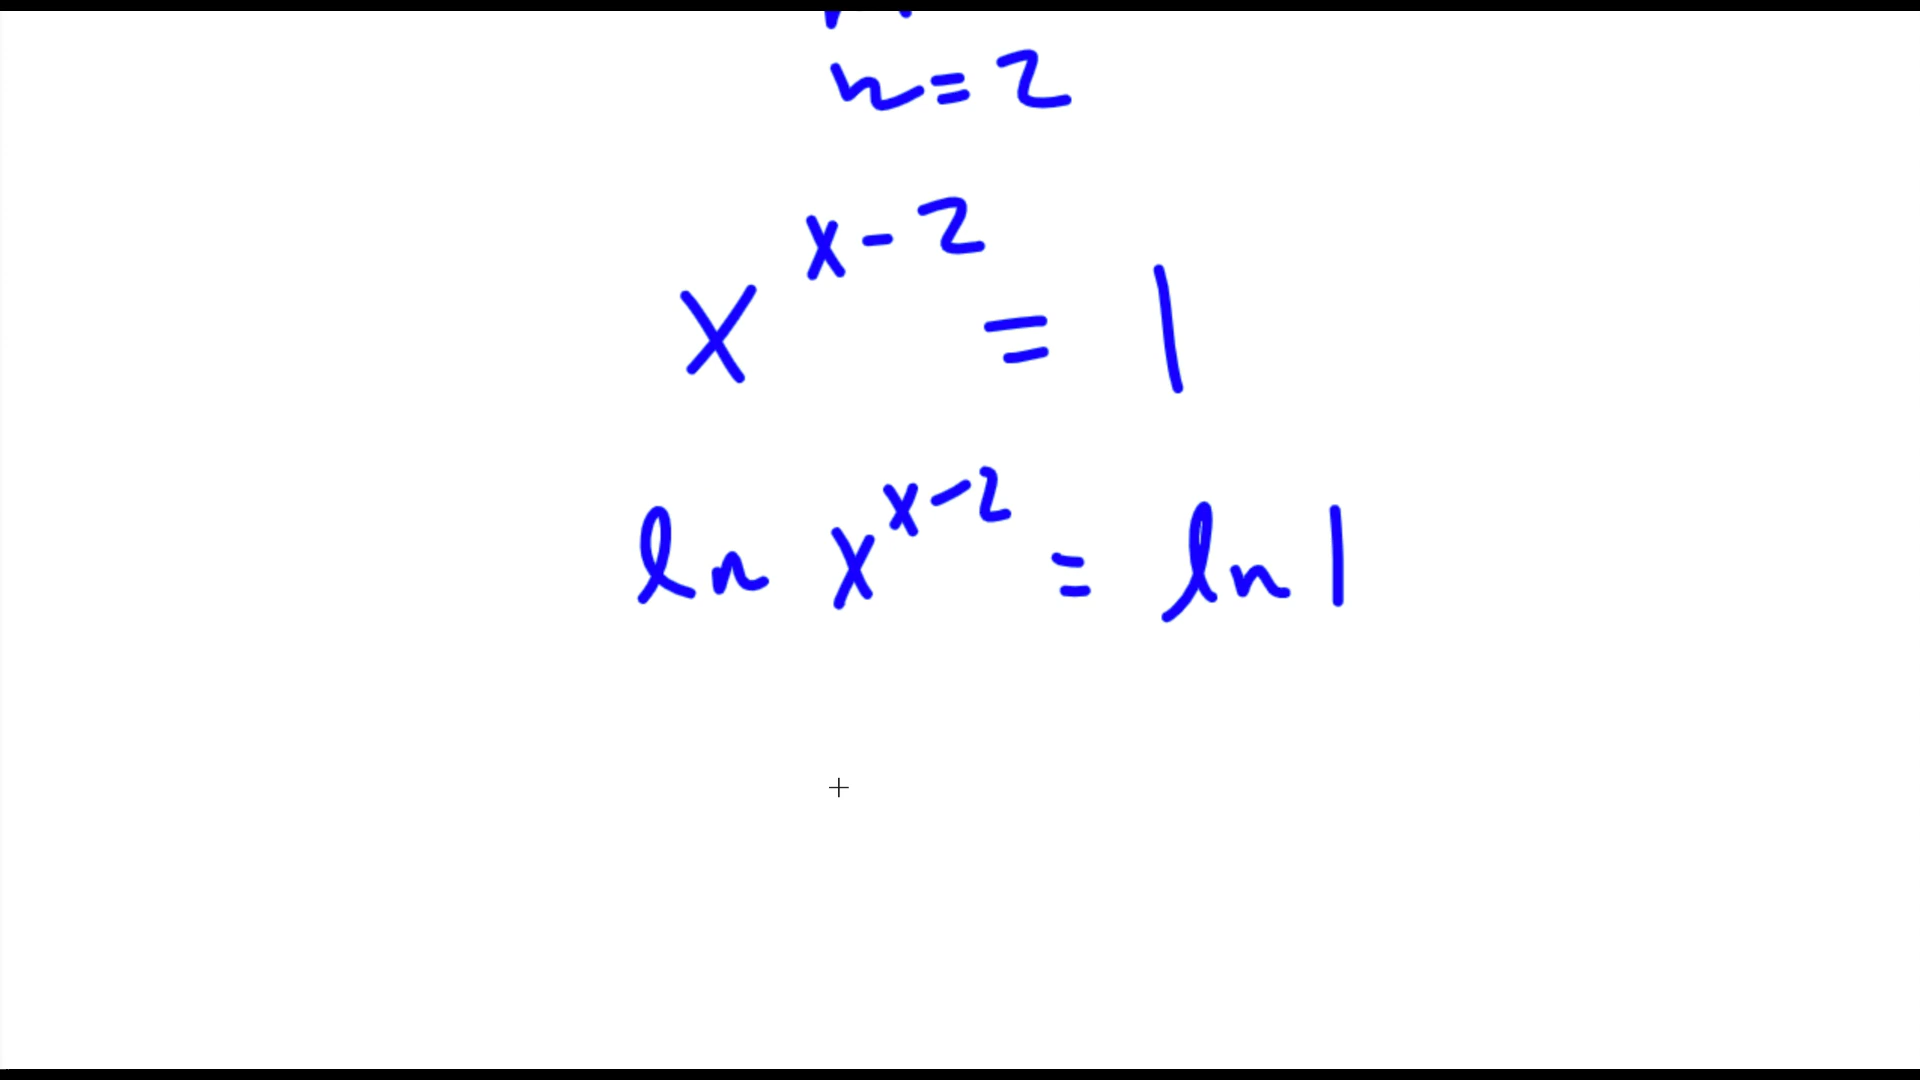 n = 2
x^{x-2} = 1
ln x^{x-2} = ln 1